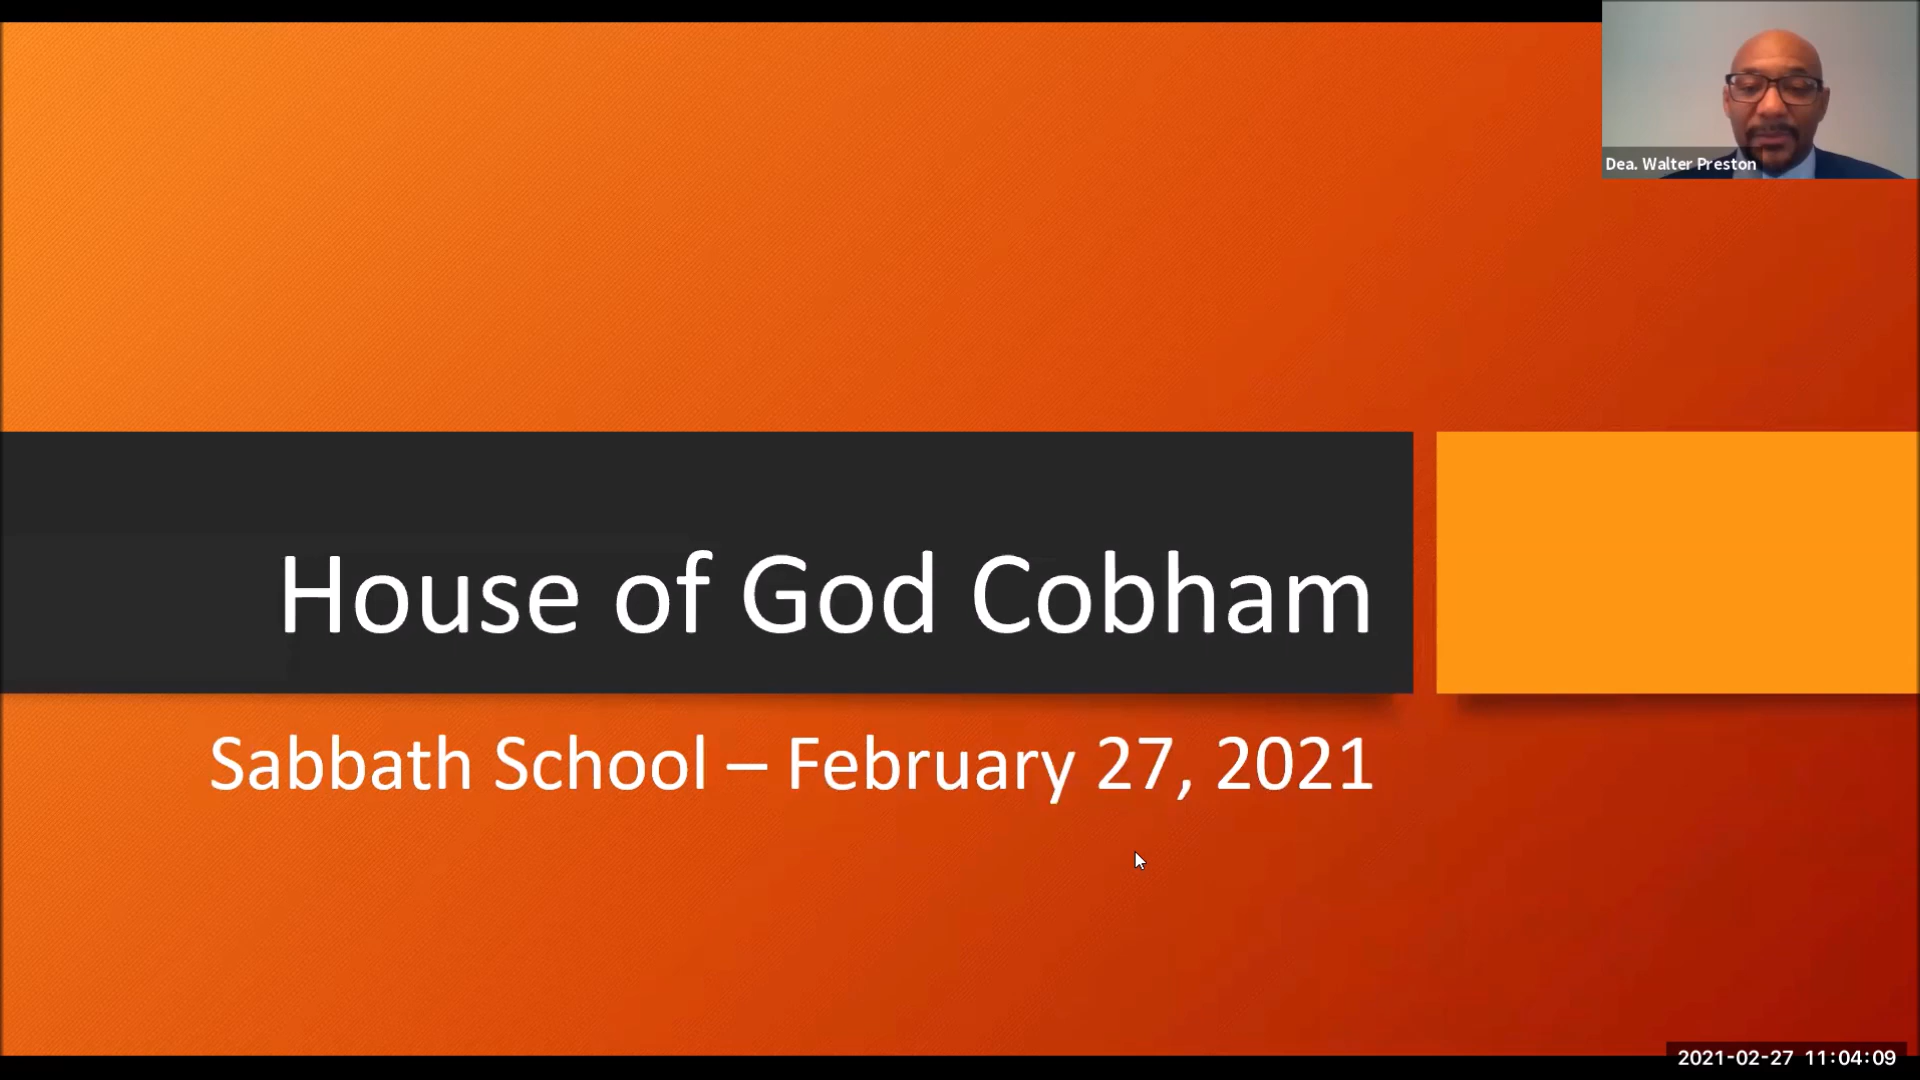 Dea. Walter Preston
House of God Cobham
Sabbath School – February 27, 2021
2021-02-27 11:04:09